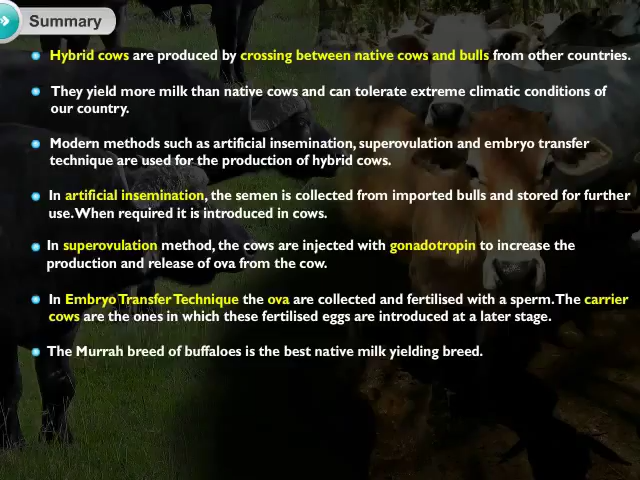 Summary
Hybrid cows are produced by crossing between native cows and bulls from other countries.
They yield more milk than native cows and can tolerate extreme climatic conditions of
our country.
Modern methods such as artificial insemination, superovulation and embryo transfer
technique are used for the production of hybrid cows.
In artificial insemination, the semen is collected from imported bulls and stored for further
use. When required it is introduced in cows.
In superovulation method, the cows are injected with gonadotropin to increase the
production and release of ova from the cow.
In Embryo Transfer Technique the ova are collected and fertilised with a sperm. The carrier
cows are the ones in which these fertilised eggs are introduced at a later stage.
The Murrah breed of buffaloes is the best native milk yielding breed.